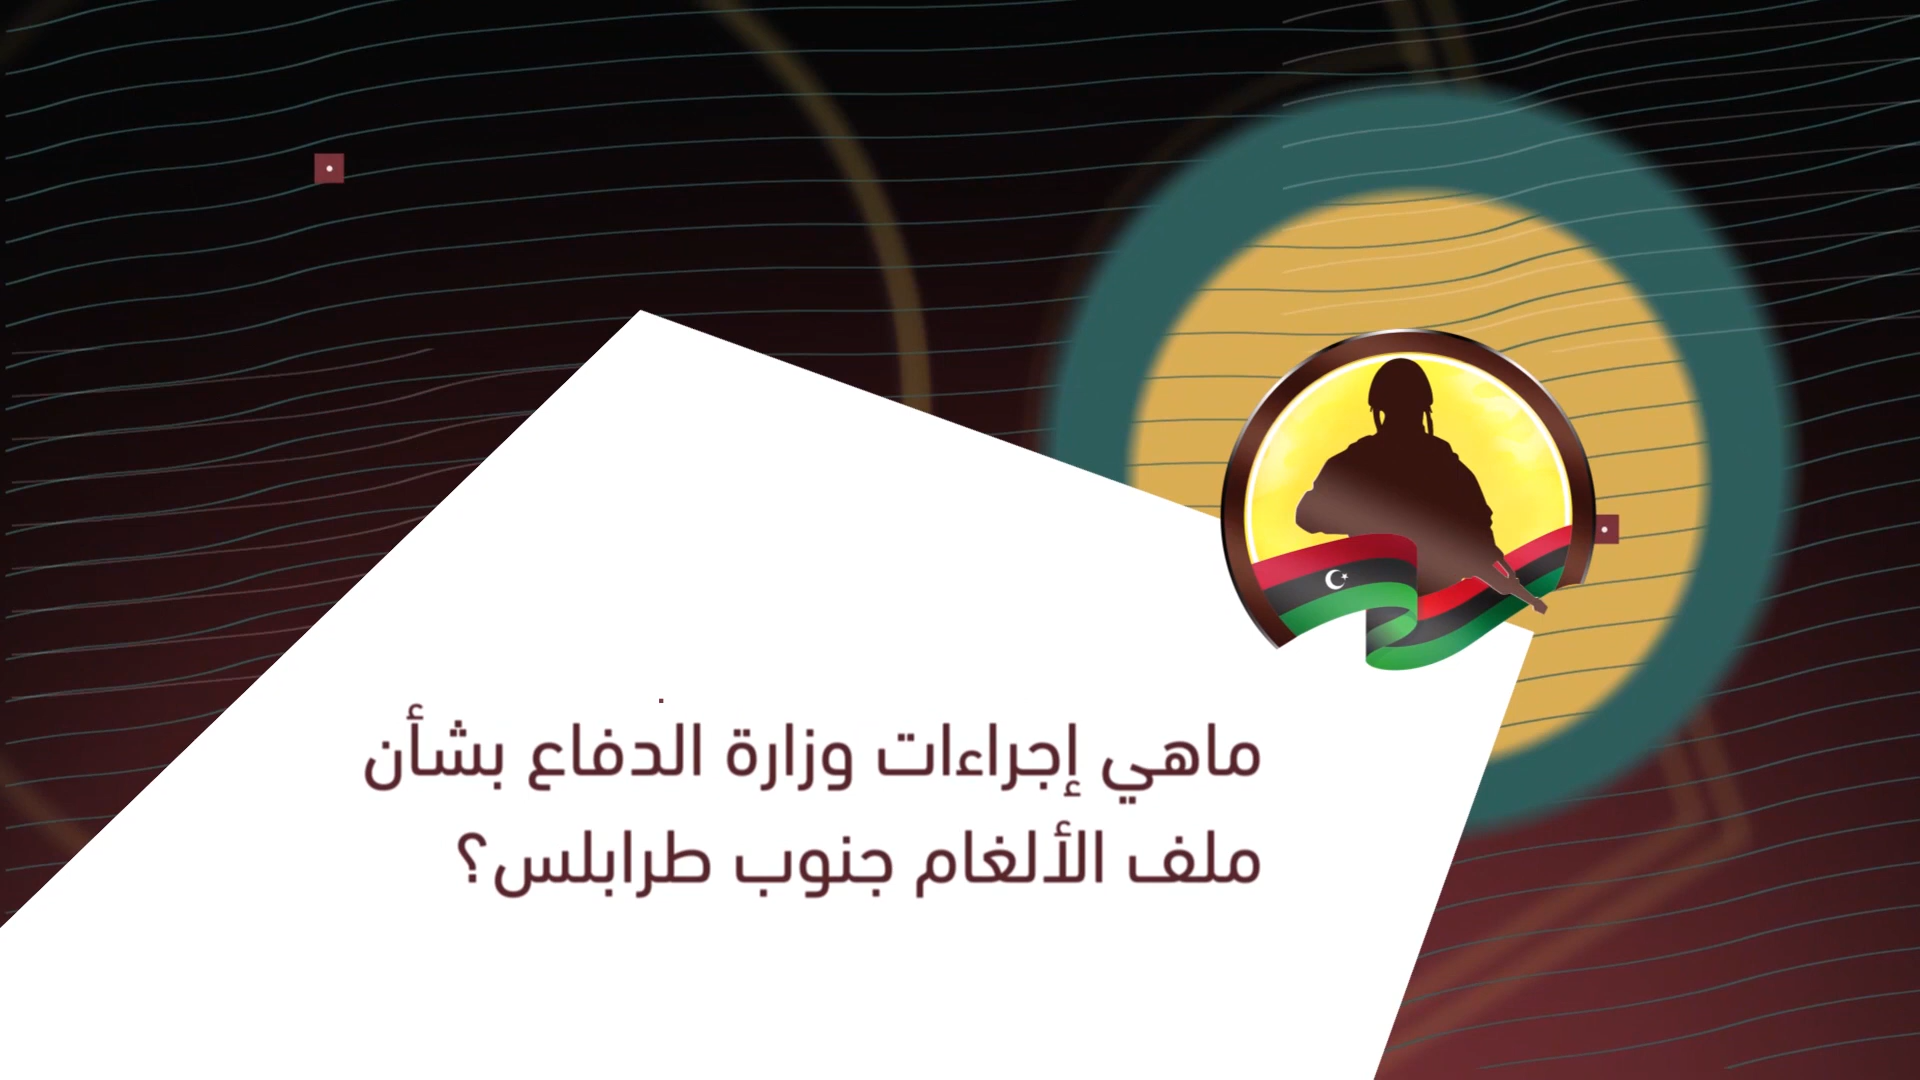 ماهي إجراءات وزارة الدفاع بشأن
ملف الألغام جنوب طرابلس؟